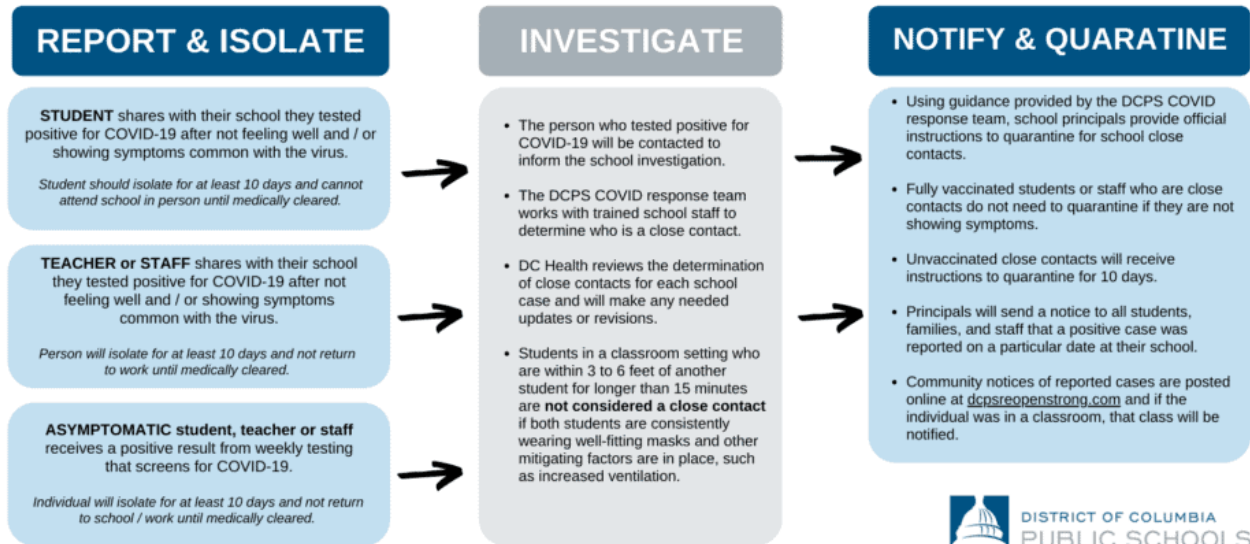 REPORT & ISOLATE
STUDENT shares with their school they tested
positive for COVID-19 after not feeling well and / or
showing symptoms common with the virus.
Student should isolate for at least 10 days and cannot
attend school in person until medically cleared.
TEACHER or STAFF shares with their school
they tested positive for COVID-19 after not
feeling well and / or showing symptoms
common with the virus.
Person will isolate for at least 10 days and not return
to work until medically cleared.
ASYMPTOMATIC student, teacher or staff
receives a positive result from weekly testing
that screens for COVID-19.
Individual will isolate for at least 10 days and not return
to school / work until medically cleared.
INVESTIGATE
• The person who tested positive for
COVID-19 will be contacted to
inform the school investigation.
• The DCPS COVID response team
works with trained school staff to
determine who is a close contact.
• DC Health reviews the determination
of close contacts for each school
case and will make any needed
updates or revisions.
• Students in a classroom setting who
are within 3 to 6 feet of another
student for longer than 15 minutes
are not considered a close contact
if both students are consistently
wearing well-fitting masks and other
mitigating factors are in place, such
as increased ventilation.
NOTIFY & QUARATINE
• Using guidance provided by the DCPS COVID
response team, school principals provide official
instructions to quarantine for school close
contacts.
• Fully vaccinated students or staff who are close
contacts do not need to quarantine if they are not
showing symptoms.
• Unvaccinated close contacts will receive
instructions to quarantine for 10 days.
• Principals will send a notice to all students,
families, and staff that a positive case was
reported on a particular date at their school.
• Community notices of reported cases are posted
online at dcpsreopenstrong.com and if the
individual was in a classroom, that class will be
notified.
DISTRICT OF COLUMBIA
PUBLIC SCHOOLS